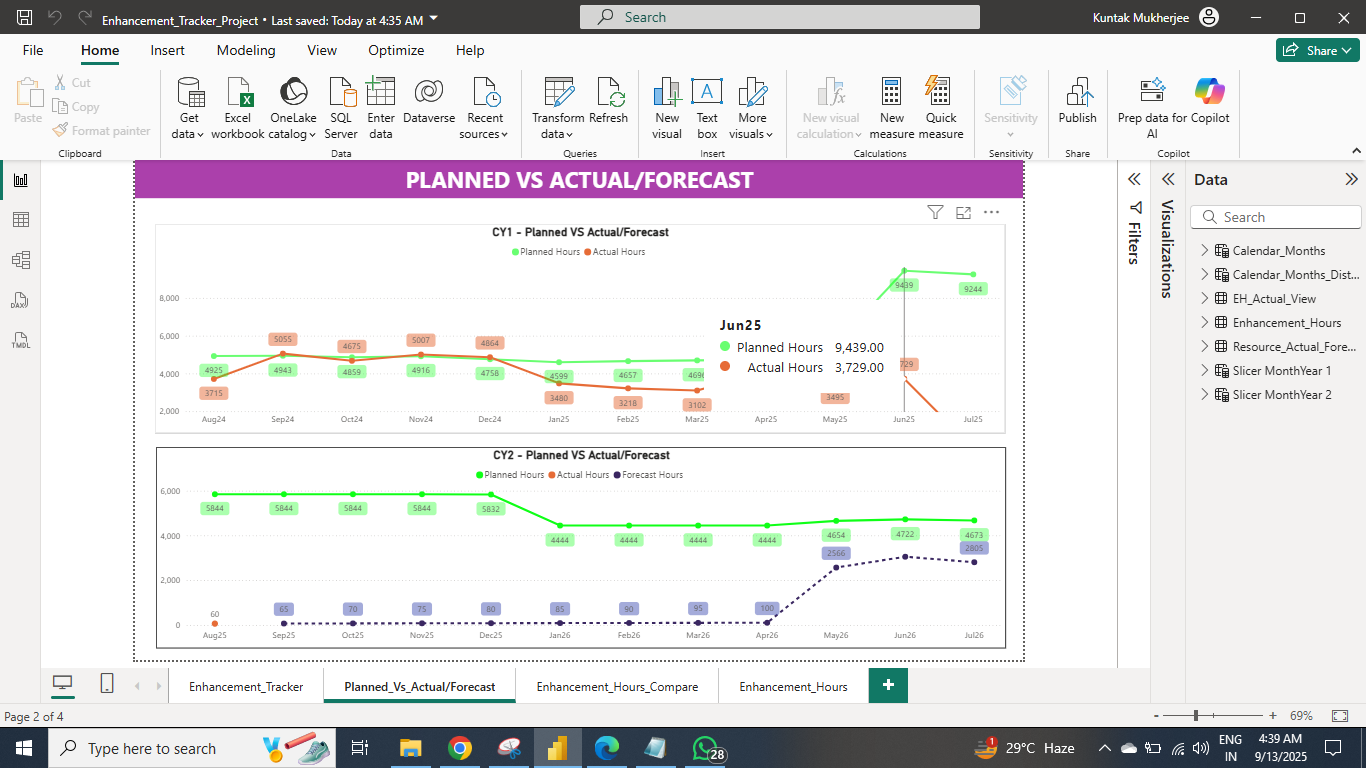 Enhancement_Tracker_Project • Last saved: Today at 4:35 AM
Search
Kuntak Mukherjee
File Home Insert Modeling View Optimize Help
Share
Paste
Cut
Copy
Format painter
Clipboard
Get data
Excel workbook
OneLake catalog
SQL Server
Enter data
Dataverse
Recent sources
Data
Transform data
Refresh
Queries
New visual
Text box
More visuals
Insert
New visual calculation
New measure
Quick measure
Calculations
Sensitivity
Sensitivity
Publish
Share
Prep data for AI
Copilot
Copilot
PLANNED VS ACTUAL/FORECAST
CY1 - Planned VS Actual/Forecast
Planned Hours Actual Hours
8,000
6,000
4,000
2,000
9439 9244
5055 4675 5007 4864
4925 4943 4859 4916 4758 4599 4657
3715 3480 3218 3102 3495 729
Jun25
Planned Hours 9,439.00
Actual Hours 3,729.00
Aug24 Sep24 Oct24 Nov24 Dec24 Jan25 Feb25 Mar25 Apr25 May25 Jun25 Jul25
CY2 - Planned VS Actual/Forecast
Planned Hours Actual Hours Forecast Hours
6,000
4,000
2,000
0
5844 5844 5844 5844 5832 4444 4444 4444 4444 4654 4722 4673
60 65 70 75 80 85 90 95 100 2566 2805
Aug25 Sep25 Oct25 Nov25 Dec25 Jan26 Feb26 Mar26 Apr26 May26 Jun26 Jul26
Filters
Visualizations
Data
Search
Calendar_Months
Calendar_Months_Dist...
EH_Actual_View
Enhancement_Hours
Resource_Actual_Fore...
Slicer MonthYear 1
Slicer MonthYear 2
DAX
TMDL
Enhancement_Tracker Planned_Vs_Actual/Forecast Enhancement_Hours_Compare Enhancement_Hours
Page 2 of 4
69%
Type here to search
28
1
29°C Haze
ENG
IN
4:39 AM
9/13/2025